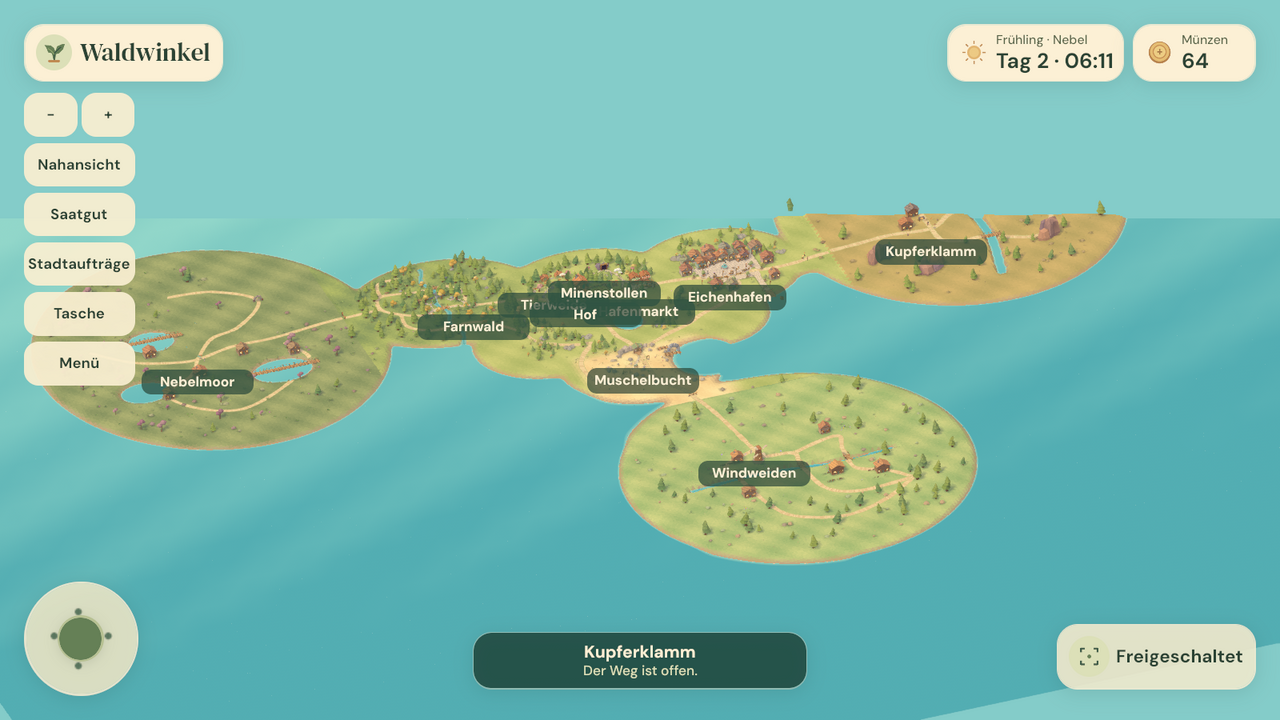 Waldwinkel
Frühling · Nebel
Tag 2 · 06:11
Münzen
64
-
+
Nahansicht
Saatgut
Stadtaufträge
Tasche
Menü
Kupferklamm
Minenstollen
Eichenhafen
Hof
Farnwald
Muschelbucht
Nebelmoor
Windweiden
Kupferklamm
Der Weg ist offen.
Freigeschaltet